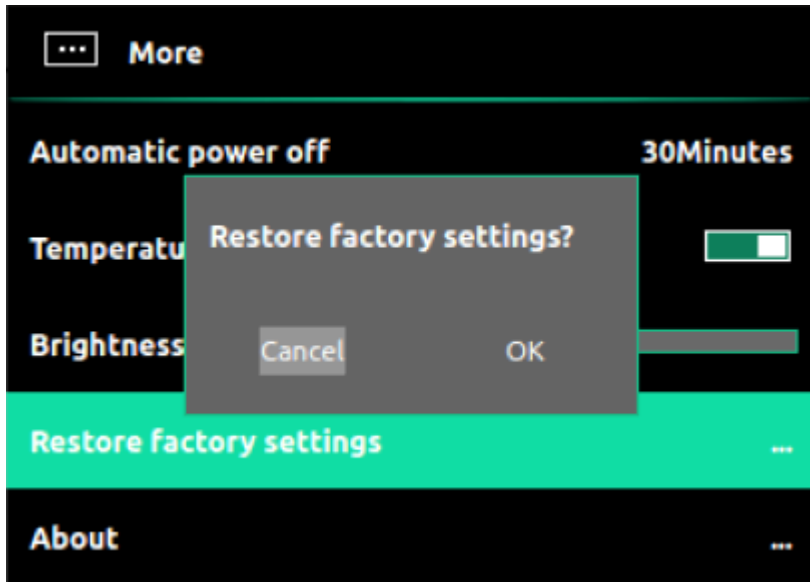 More
Automatic power off 30Minutes
Restore factory settings?
Brightness
Cancel OK
Restore factory settings ...
About ...